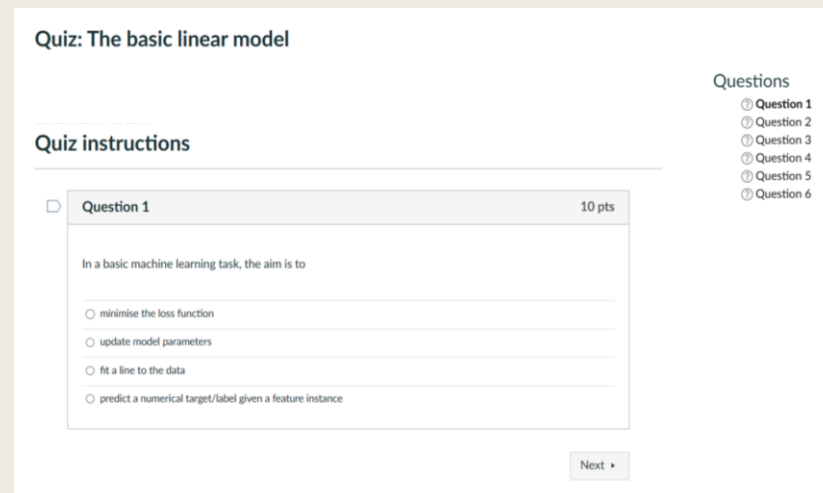 Quiz: The basic linear model
Questions
Question 1
Question 2
Question 3
Question 4
Question 5
Question 6
Quiz instructions
Question 1 10 pts
In a basic machine learning task, the aim is to
minimise the loss function
update model parameters
fit a line to the data
predict a numerical target/label given a feature instance
Next